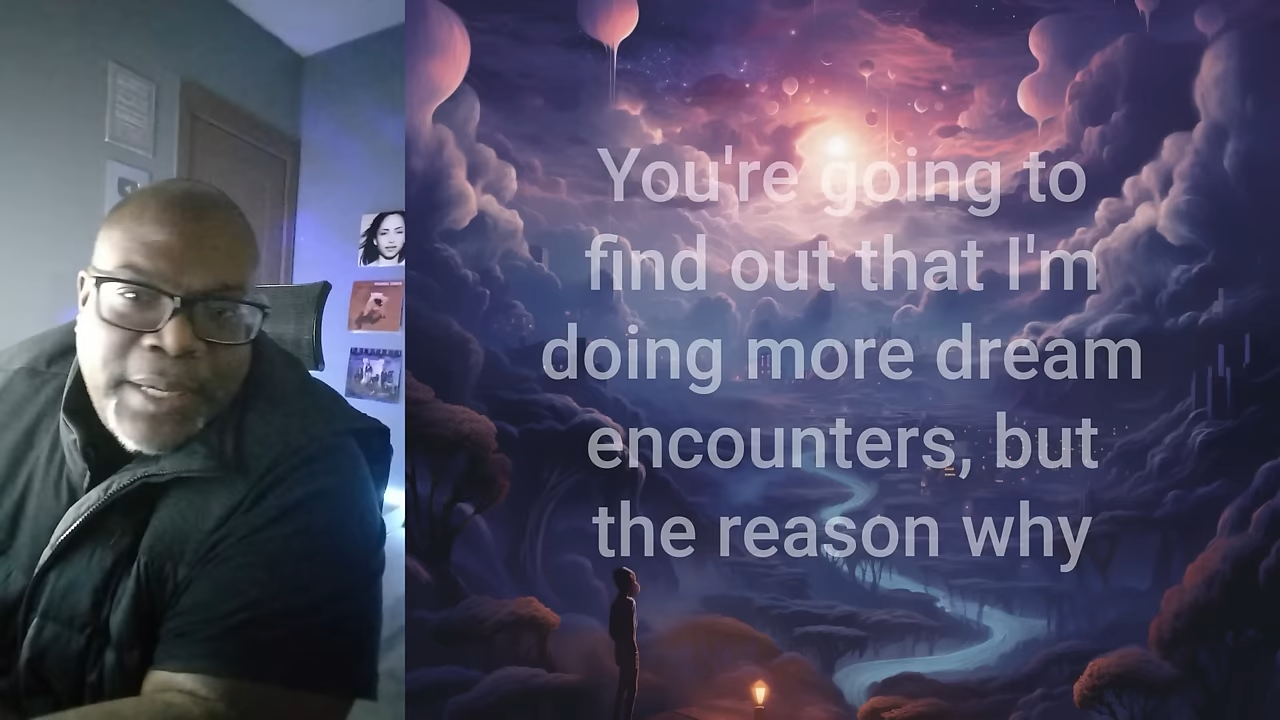 You're going to
find out that I'm
doing more dream
encounters, but
the reason why